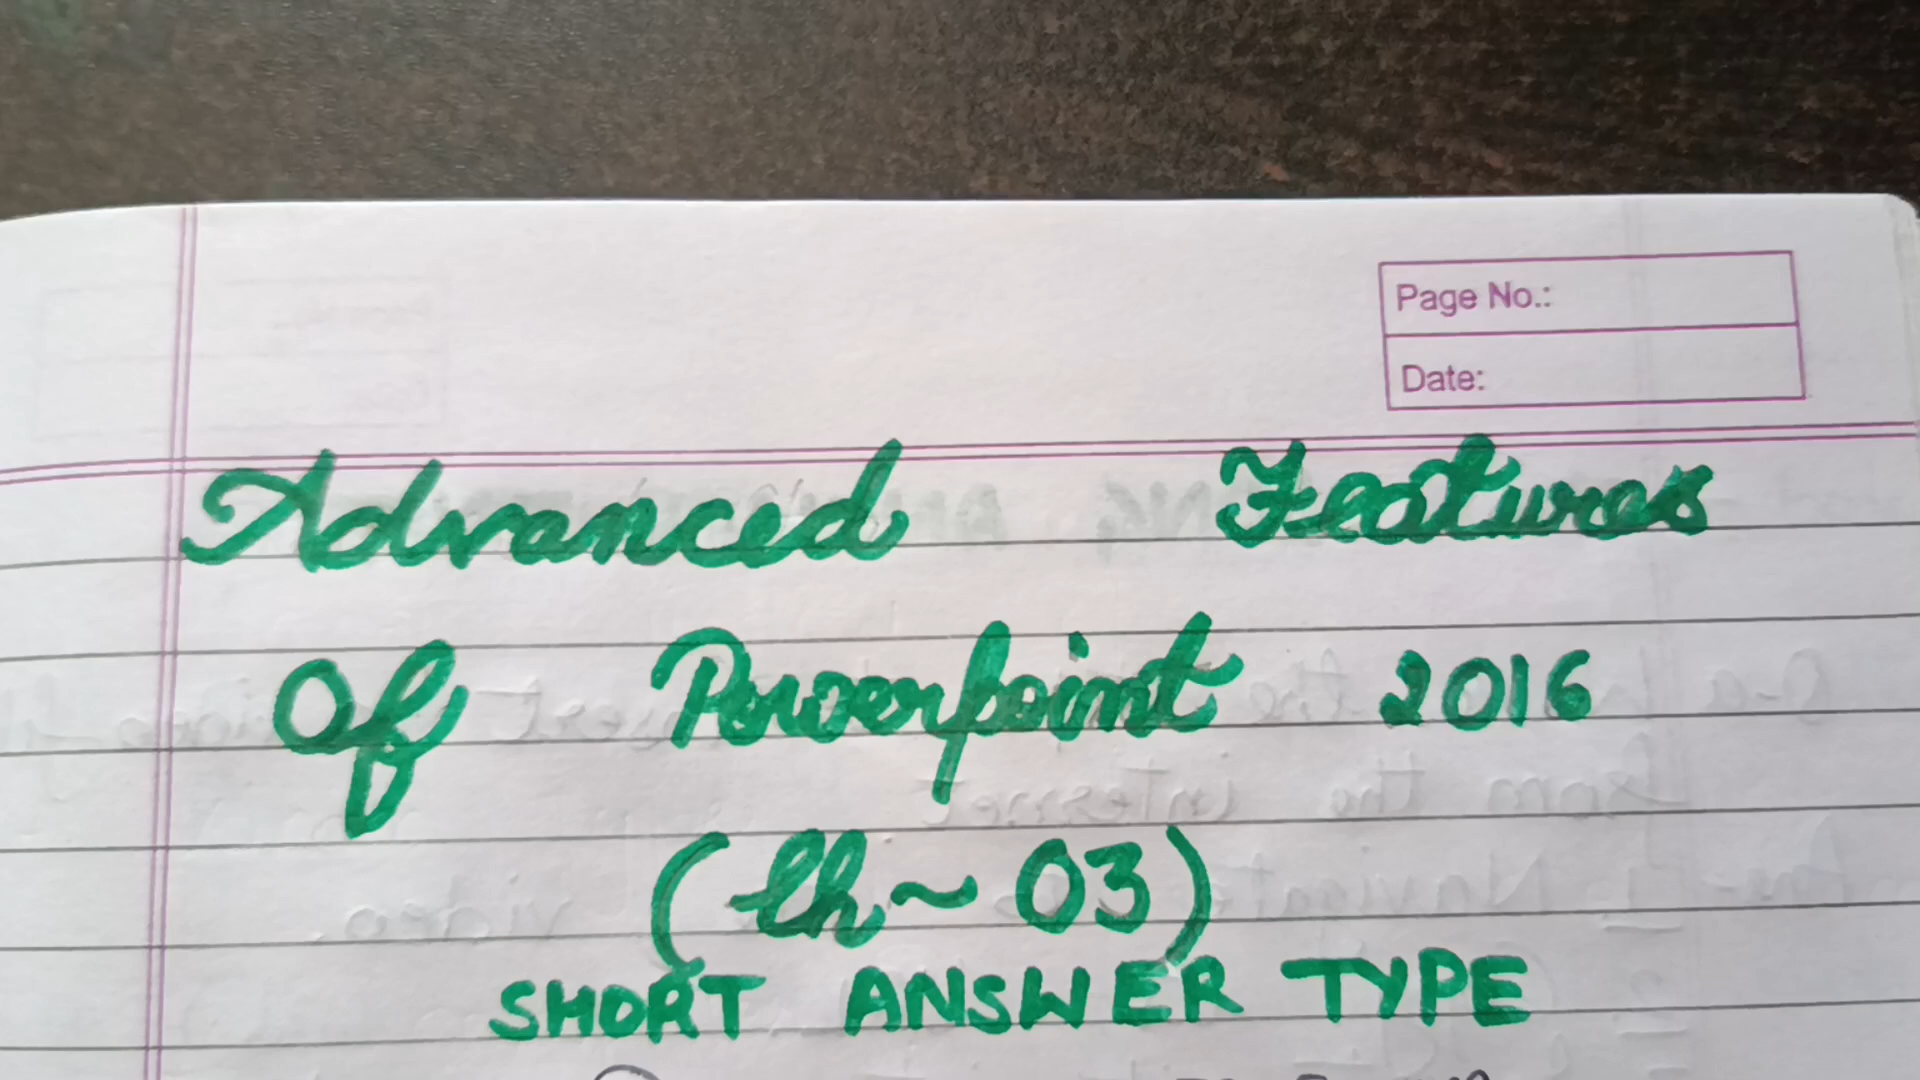 Page No.:
Date:
Advanced Features
Of Powerpoint 2016
(Ch~03)
SHORT ANSWER TYPE